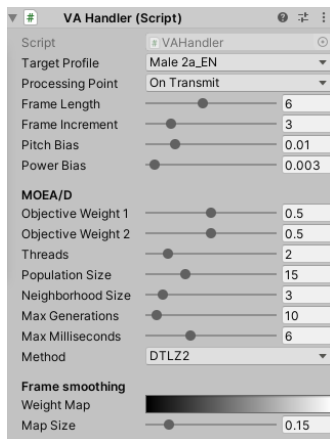 VA Handler (Script)
Script VAHandler
Target Profile Male 2a_EN
Processing Point On Transmit
Frame Length 6
Frame Increment 3
Pitch Bias 0.01
Power Bias 0.003
MOEA/D
Objective Weight 1 0.5
Objective Weight 2 0.5
Threads 2
Population Size 15
Neighborhood Size 3
Max Generations 10
Max Milliseconds 6
Method DTLZ2
Frame smoothing
Weight Map
Map Size 0.15